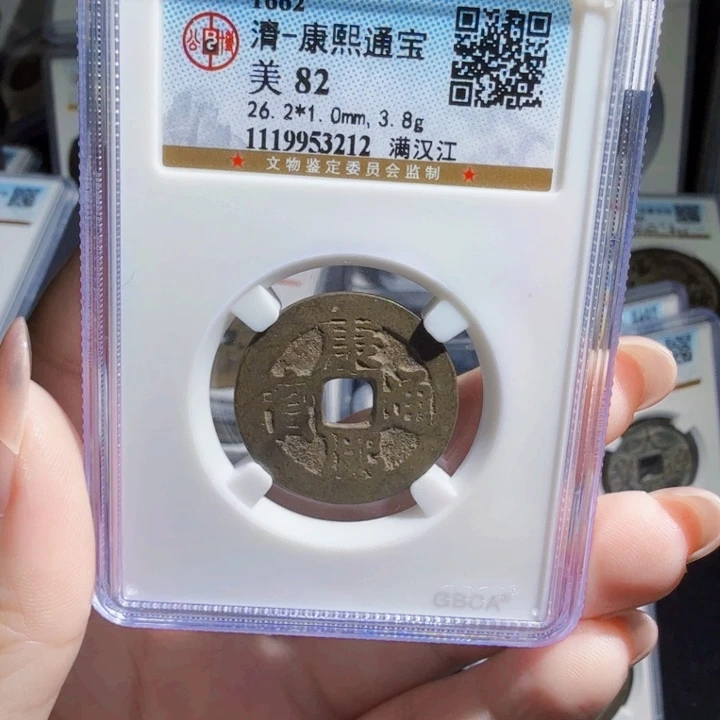 1662
清-康熙通宝
美 82
26.2*1.0mm, 3.8g
1119953212 满汉江
★ 文物鉴定委员会监制 ★
康熙通寶
GBCA